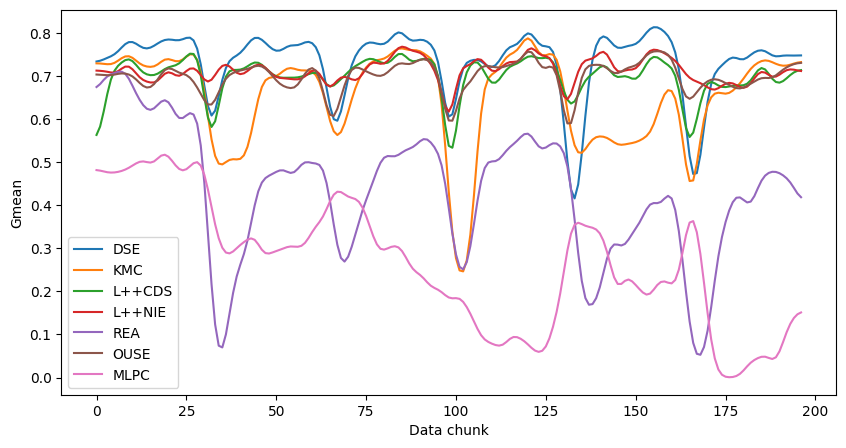 0.8
0.7
0.6
0.5
0.4
0.3
0.2
0.1
0.0
Gmean
DSE
KMC
L++CDS
L++NIE
REA
OUSE
MLPC
0 25 50 75 100 125 150 175 200
Data chunk